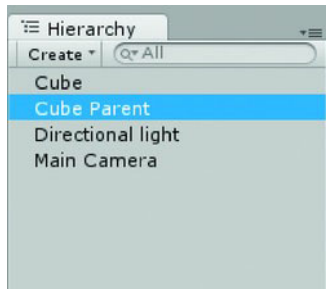 Hierarchy
Create All
Cube
Cube Parent
Directional light
Main Camera